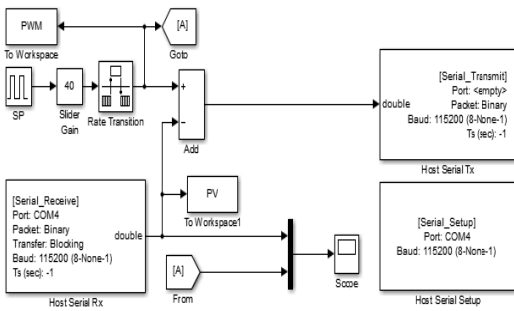 PWM
To Workspace
[A]
Goto
SP
40
Slider
Gain
Rate Transition
+
−
Add
double
[Serial_Transmit]
Port: <empty>
Packet: Binary
Baud: 115200 (8-None-1)
Ts (sec): -1
Host Serial Tx
[Serial_Receive]
Port: COM4
Packet: Binary
Transfer: Blocking
Baud: 115200 (8-None-1)
Ts (sec): -1
double
Host Serial Rx
PV
To Workspace1
[A]
From
Scope
[Serial_Setup]
Port: COM4
Baud: 115200 (8-None-1)
Host Serial Setup